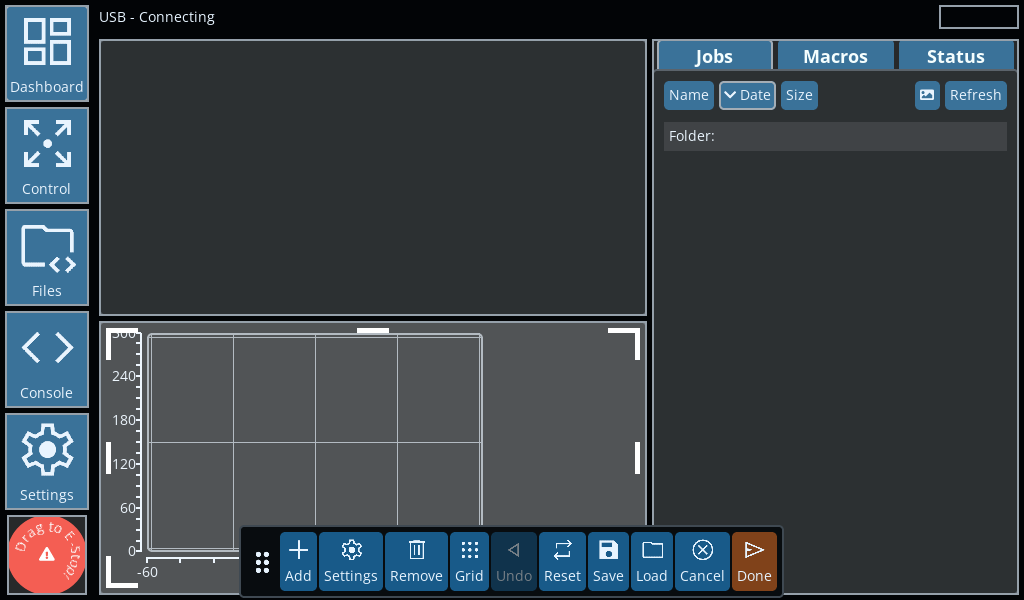 USB - Connecting
Dashboard
Control
Files
Console
Settings
Drag to E-Stop!
Jobs Macros Status
Name Date Size Refresh
Folder:
300
240
180
120
60
0
-60
Add Settings Remove Grid Undo Reset Save Load Cancel Done